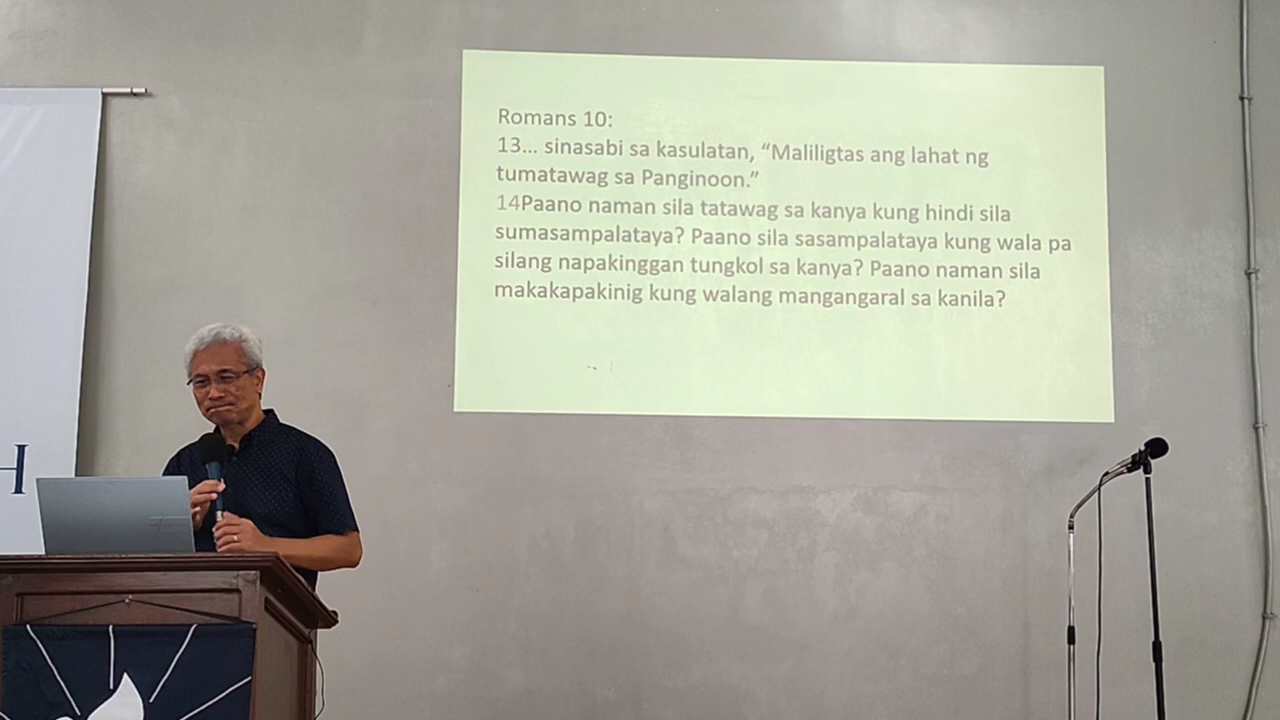 Romans 10:
13... sinasabi sa kasulatan, “Maliligtas ang lahat ng
tumatawag sa Panginoon.”
14Paano naman sila tatawag sa kanya kung hindi sila
sumasampalataya? Paano sila sasampalataya kung wala pa
silang napakinggan tungkol sa kanya? Paano naman sila
makakapakinig kung walang mangangaral sa kanila?
H